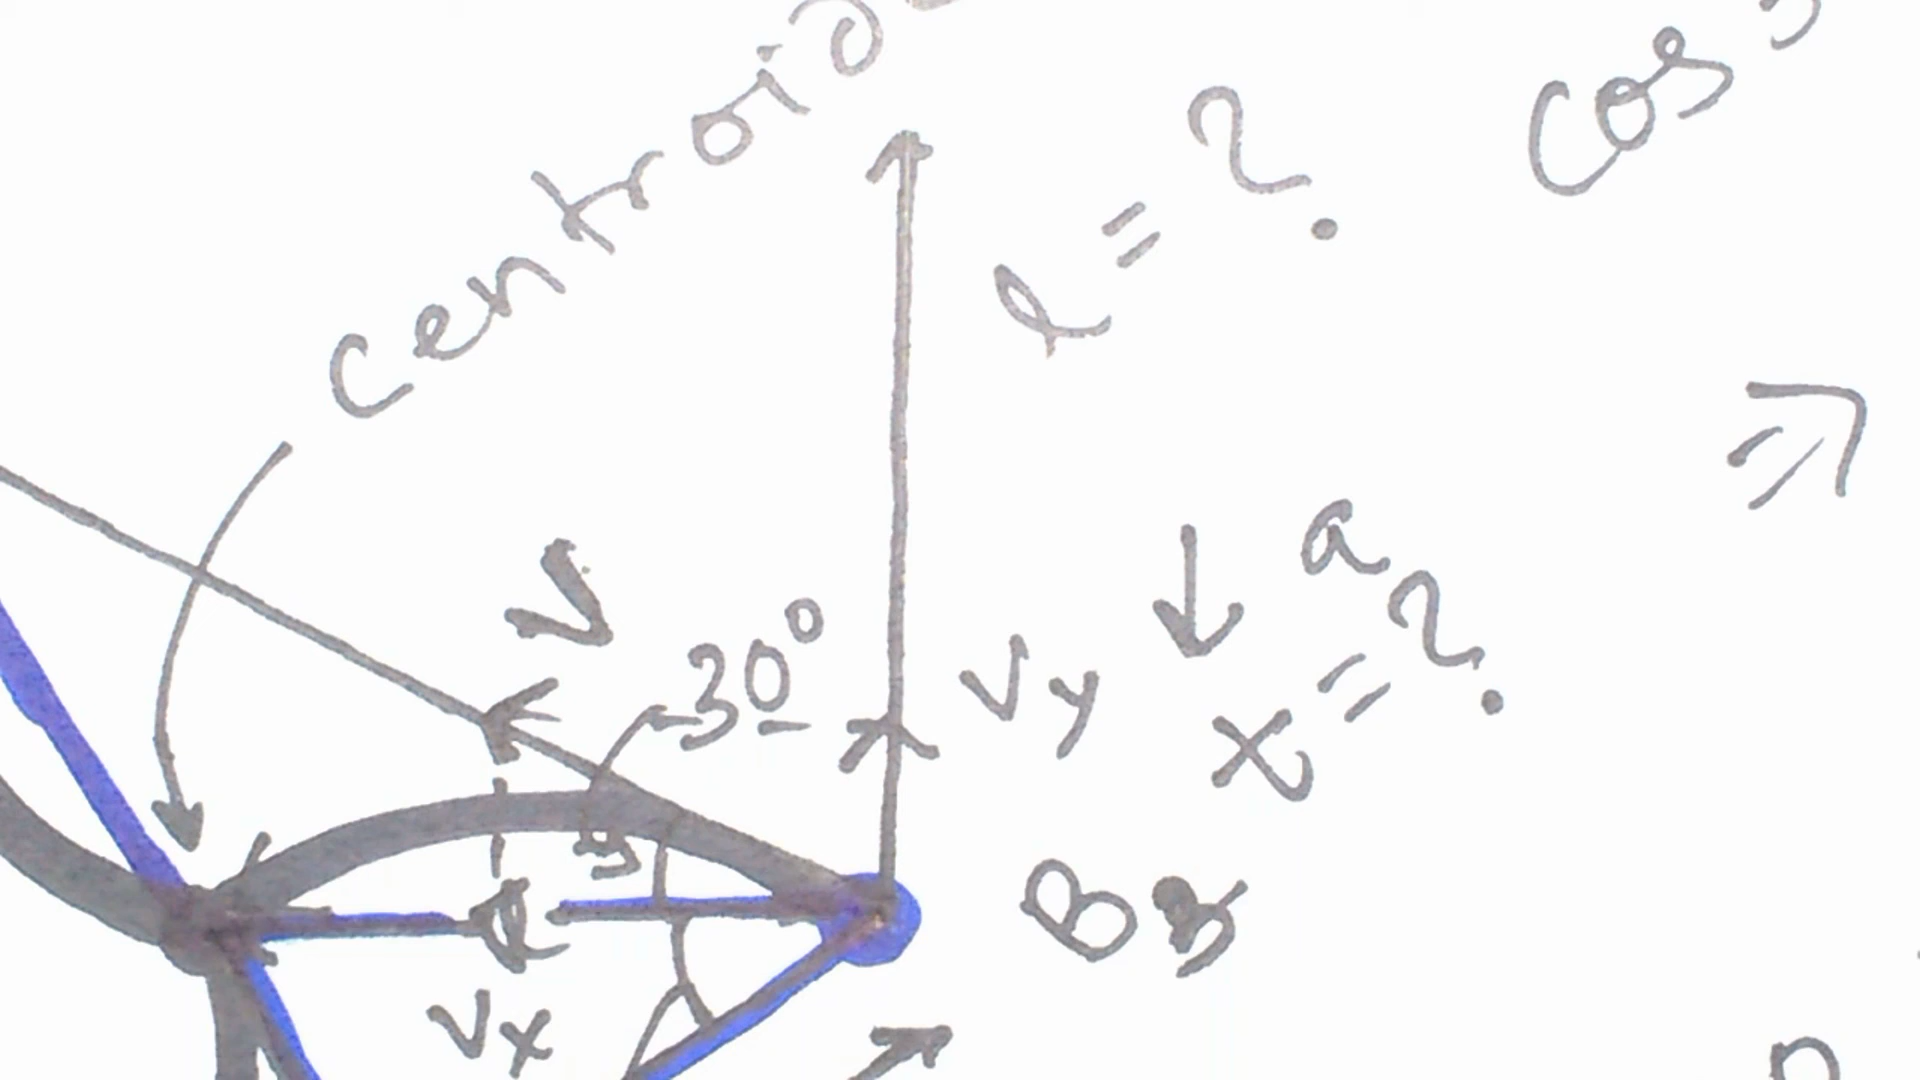 centroid
l = ?
cos
⇒
a
x = ?
V
30°
Vy
y
B
Vx